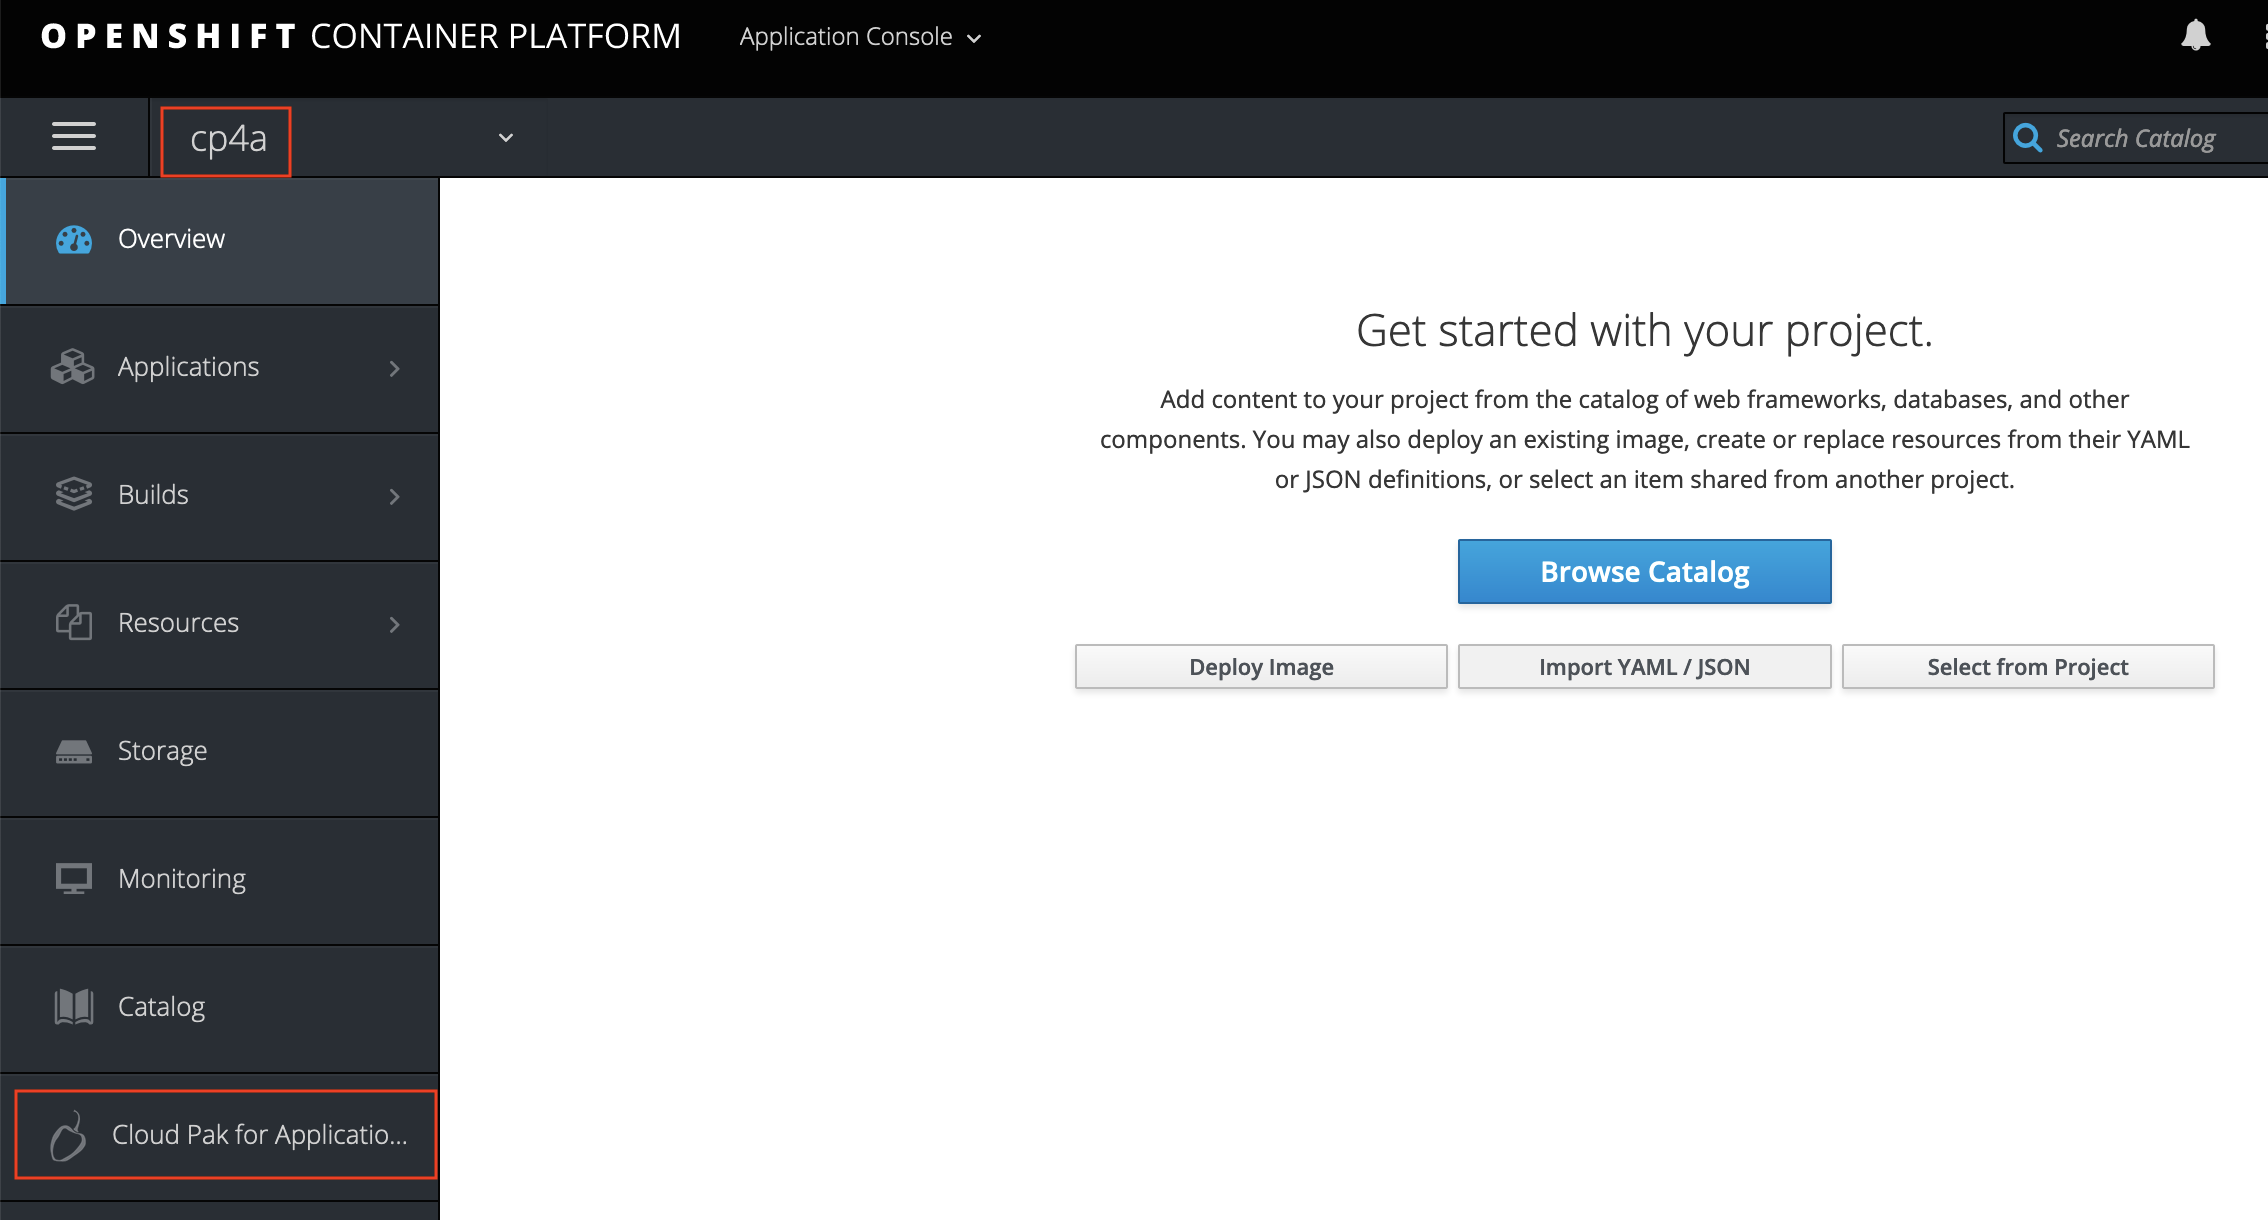 OPENSHIFT CONTAINER PLATFORM Application Console
cp4a Search Catalog
Overview
Applications
Builds
Resources
Storage
Monitoring
Catalog
Cloud Pak for Applicatio...
Get started with your project.
Add content to your project from the catalog of web frameworks, databases, and other
components. You may also deploy an existing image, create or replace resources from their YAML
or JSON definitions, or select an item shared from another project.
Browse Catalog
Deploy Image Import YAML / JSON Select from Project